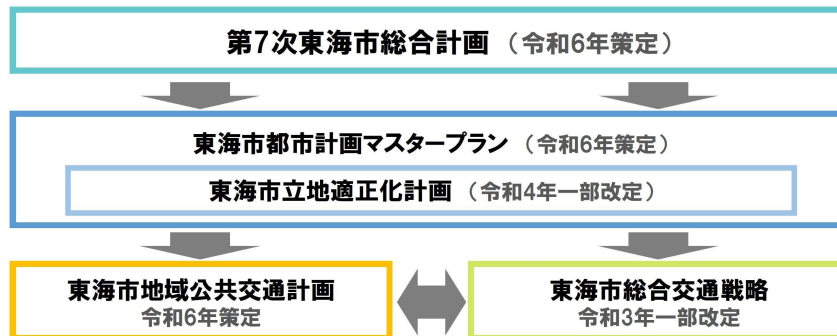 第7次東海市総合計画（令和6年策定）
東海市都市計画マスタープラン（令和6年策定）
東海市立地適正化計画（令和4年一部改定）
東海市地域公共交通計画
令和6年策定
東海市総合交通戦略
令和3年一部改定